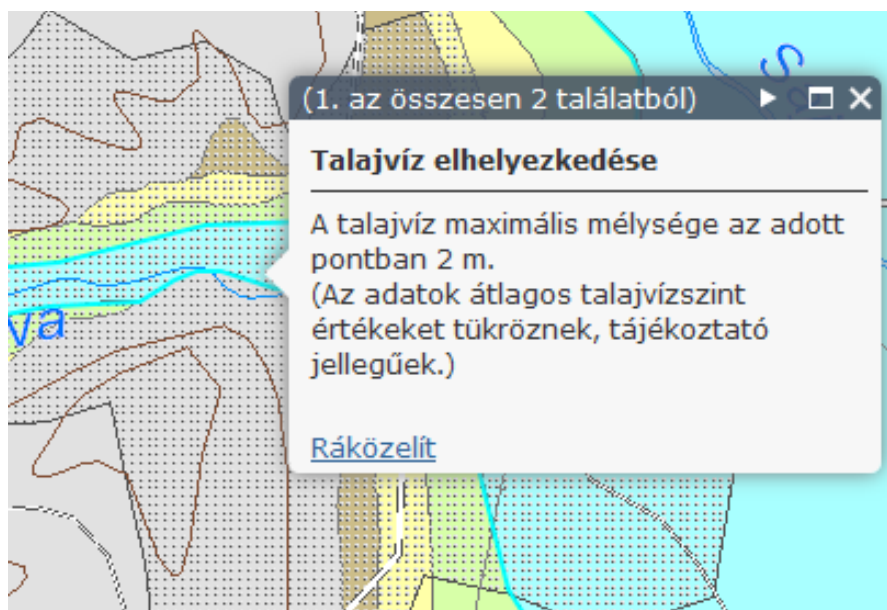 (1. az összesen 2 találatból)
Talajvíz elhelyezkedése
A talajvíz maximális mélysége az adott
pontban 2 m.
(Az adatok átlagos talajvízszint
értékeket tükröznek, tájékoztató
jellegűek.)
Ráközelít
va